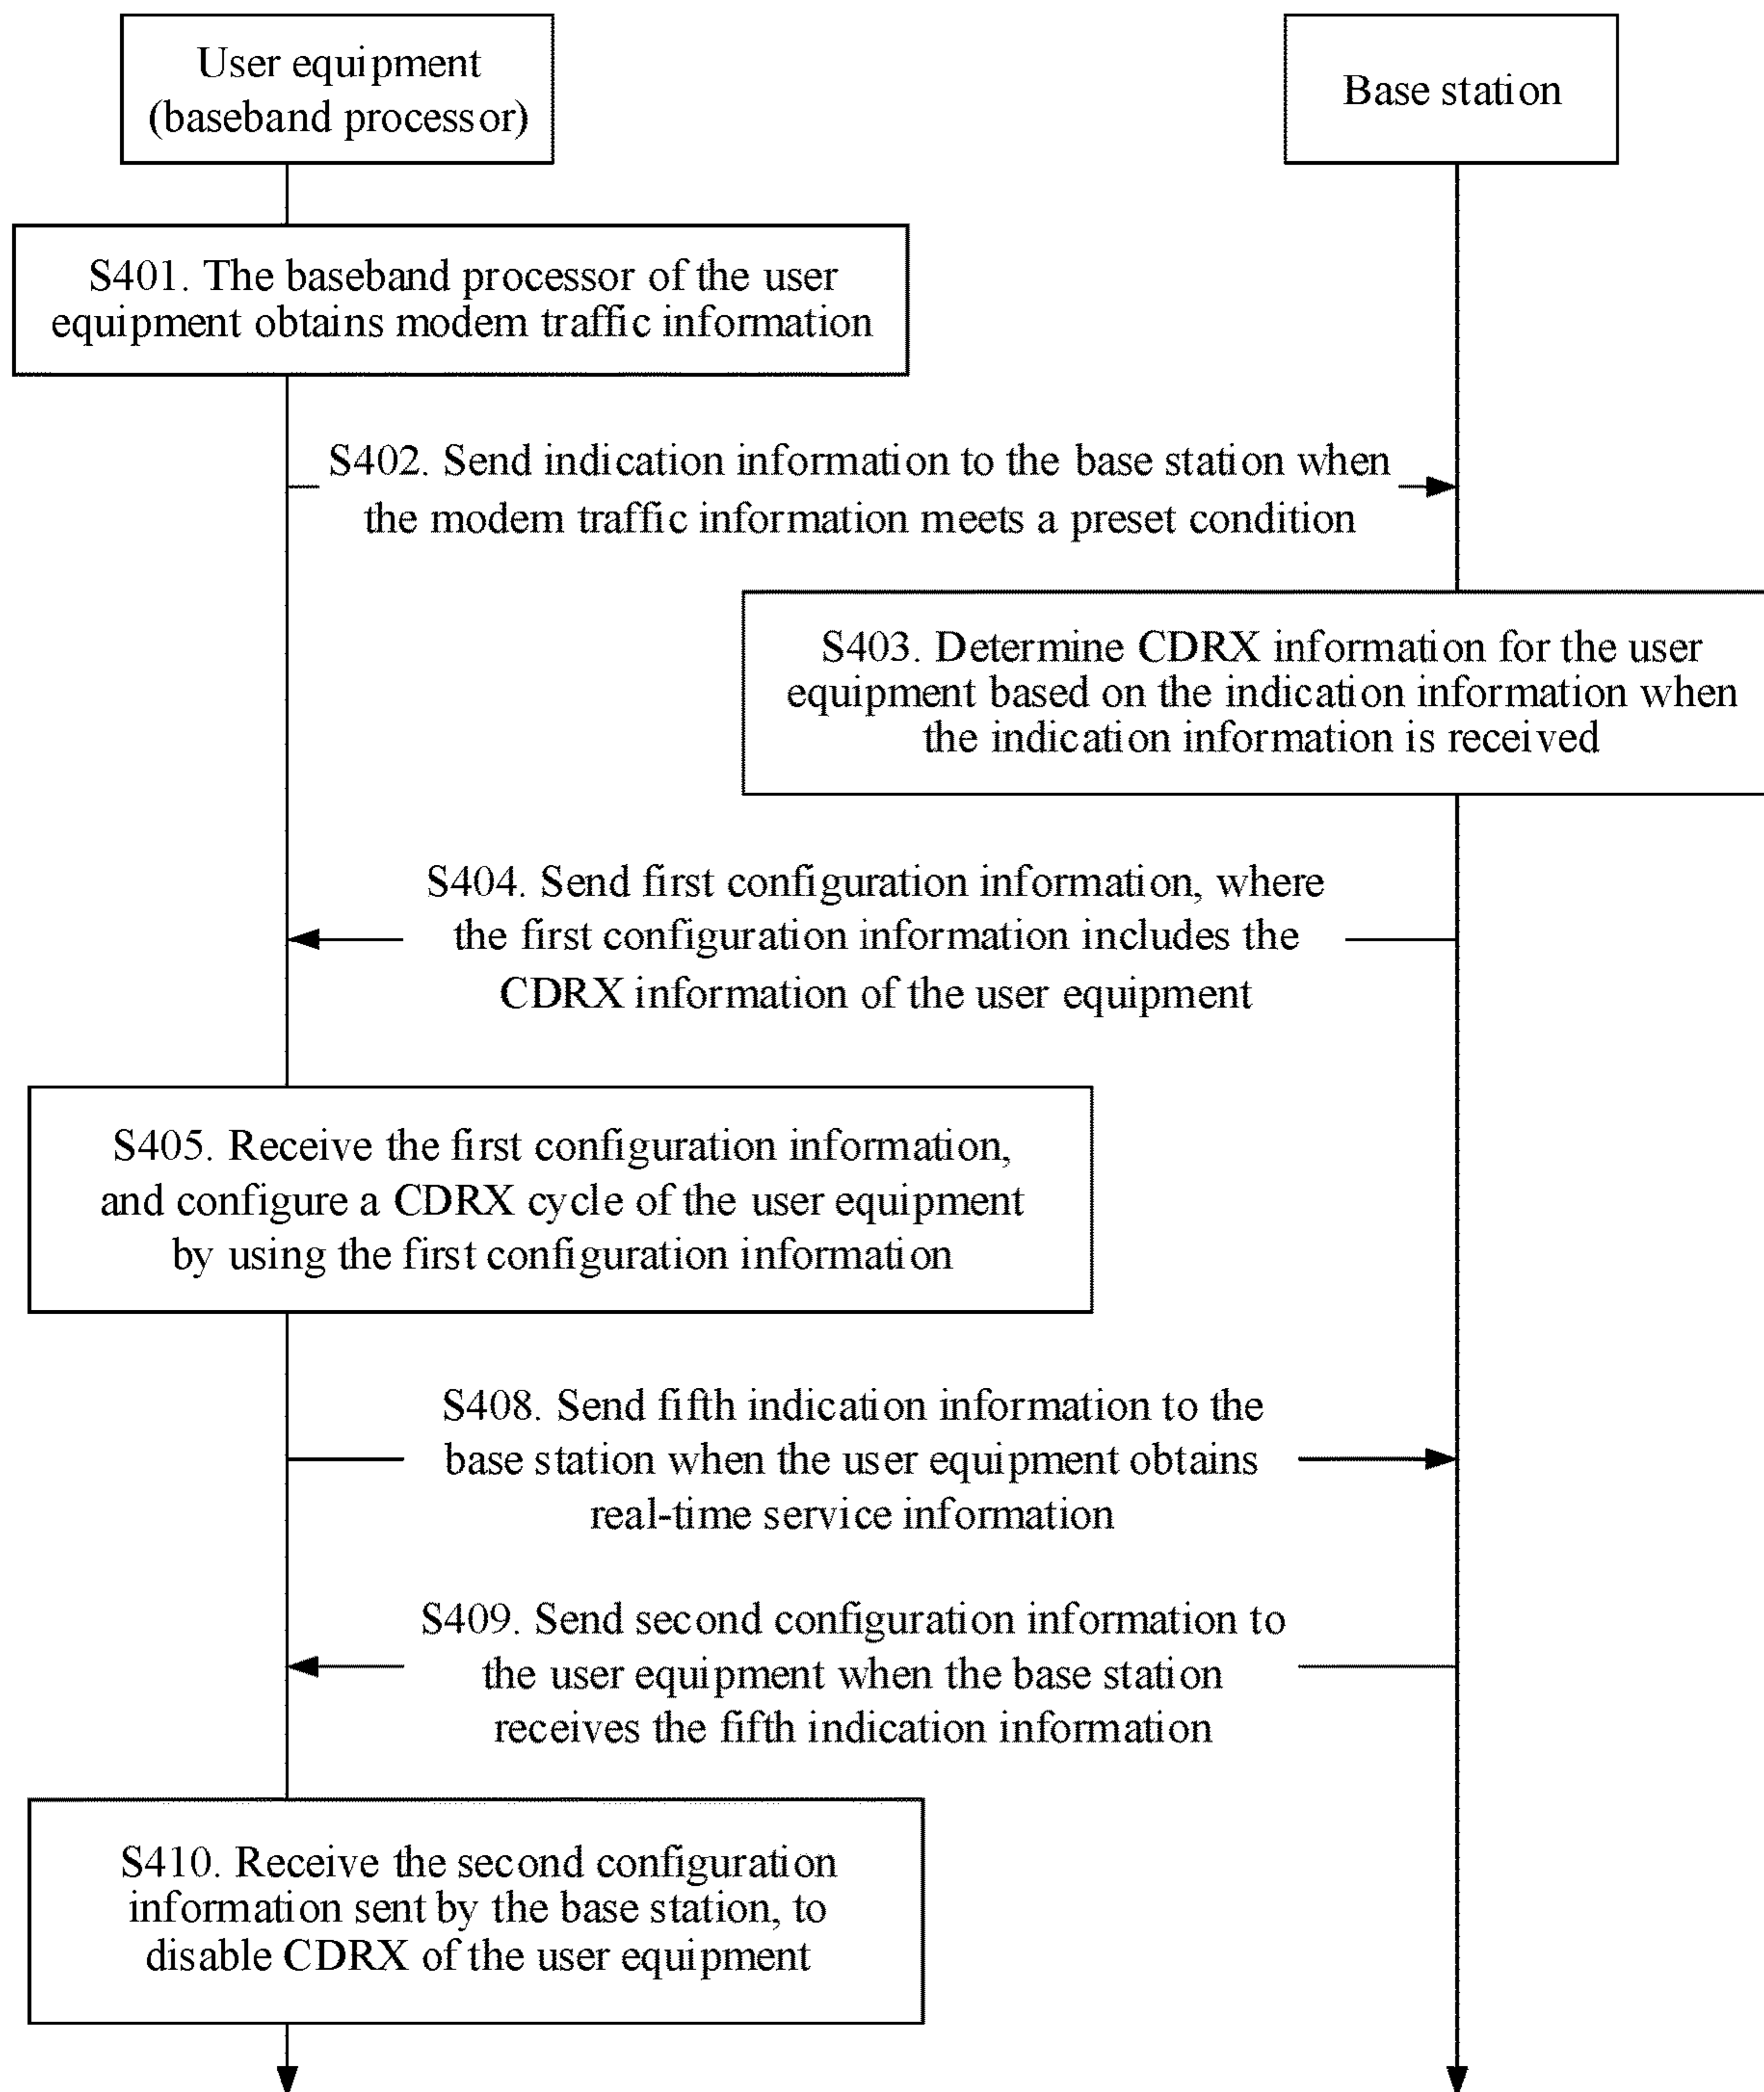 User equipment
(baseband processor)
Base station
S401. The baseband processor of the user
equipment obtains modem traffic information
S402. Send indication information to the base station when
the modem traffic information meets a preset condition
S403. Determine CDRX information for the user
equipment based on the indication information when
the indication information is received
S404. Send first configuration information, where
the first configuration information includes the
CDRX information of the user equipment
S405. Receive the first configuration information,
and configure a CDRX cycle of the user equipment
by using the first configuration information
S408. Send fifth indication information to the
base station when the user equipment obtains
real-time service information
S409. Send second configuration information to
the user equipment when the base station
receives the fifth indication information
S410. Receive the second configuration
information sent by the base station, to
disable CDRX of the user equipment